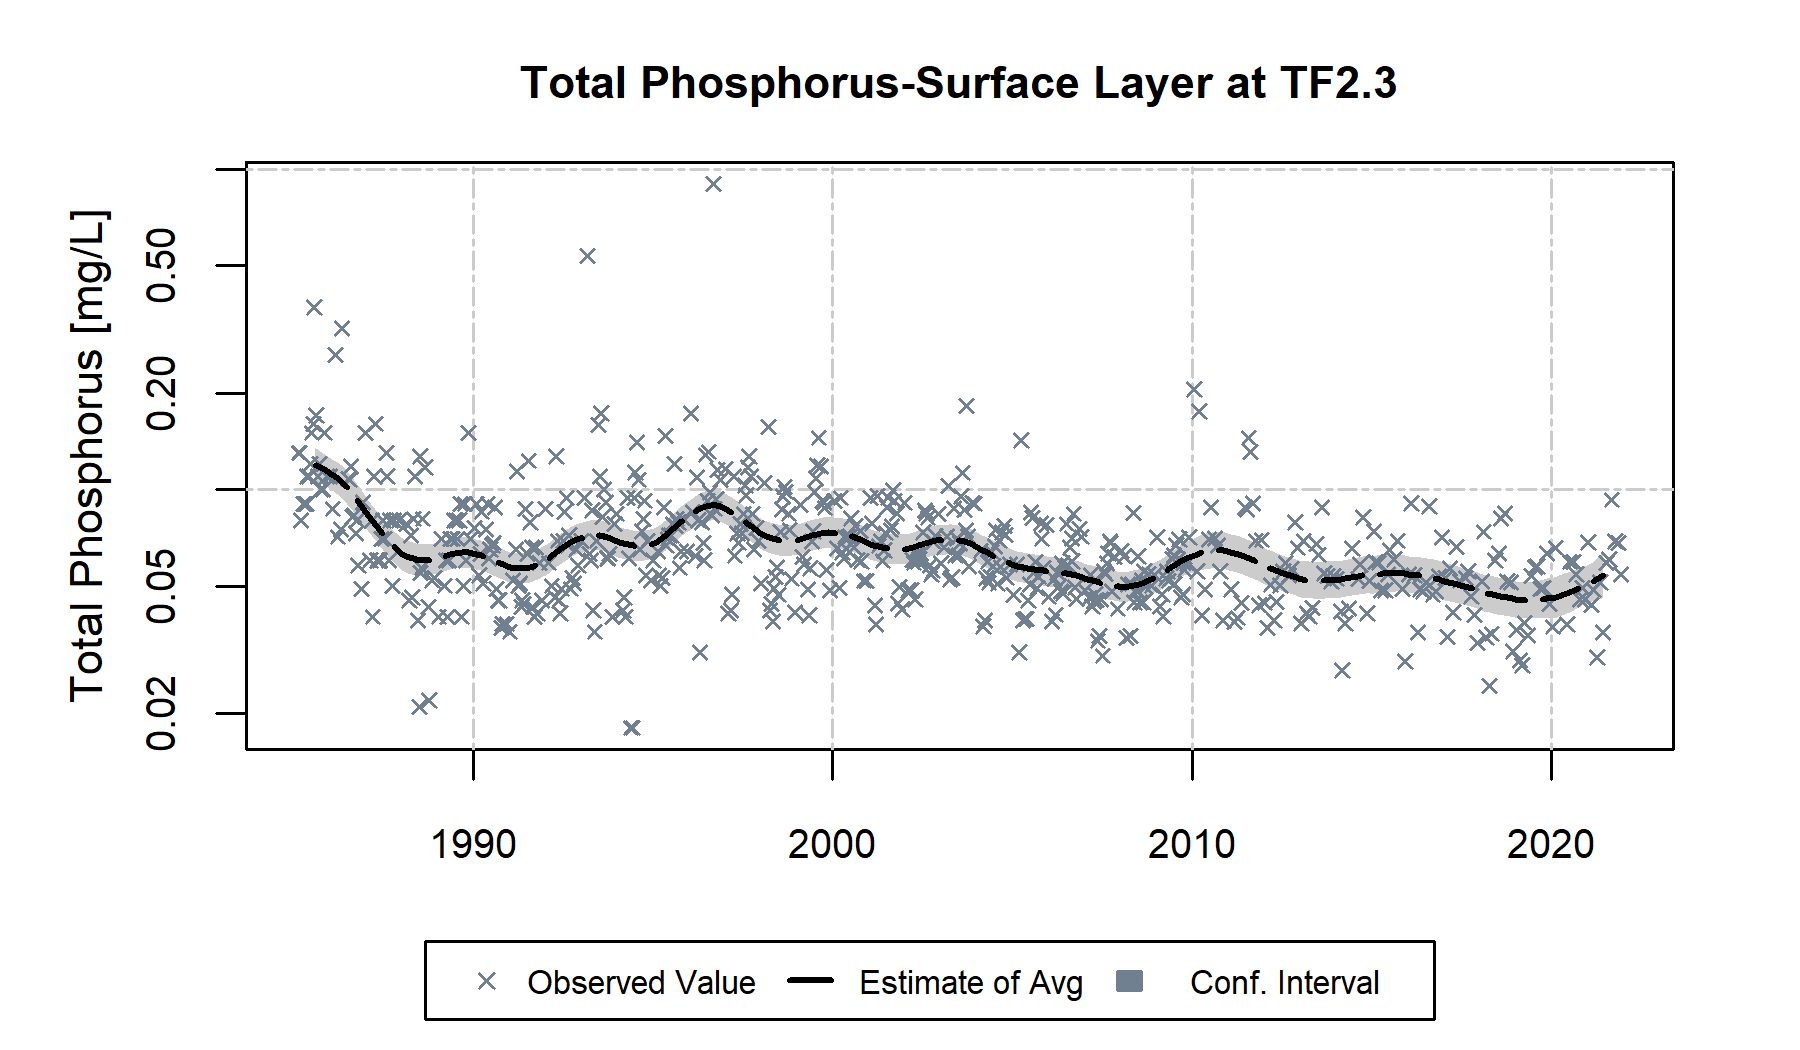 Total Phosphorus-Surface Layer at TF2.3
Total Phosphorus [mg/L]
0.50
0.20
0.05
0.02
1990 2000 2010 2020
Observed Value Estimate of Avg Conf. Interval